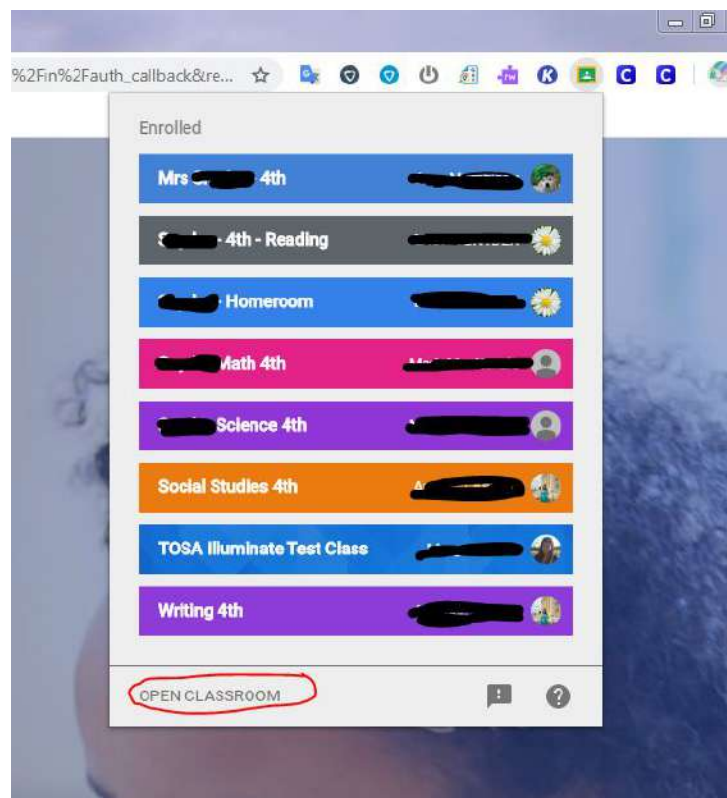 %2Fin%2Fauth_callback&re...
Enrolled
Mrs 4th
4th - Reading
Homeroom
Math 4th
Science 4th
Social Studies 4th
TOSA Illuminate Test Class
Writing 4th
OPEN CLASSROOM